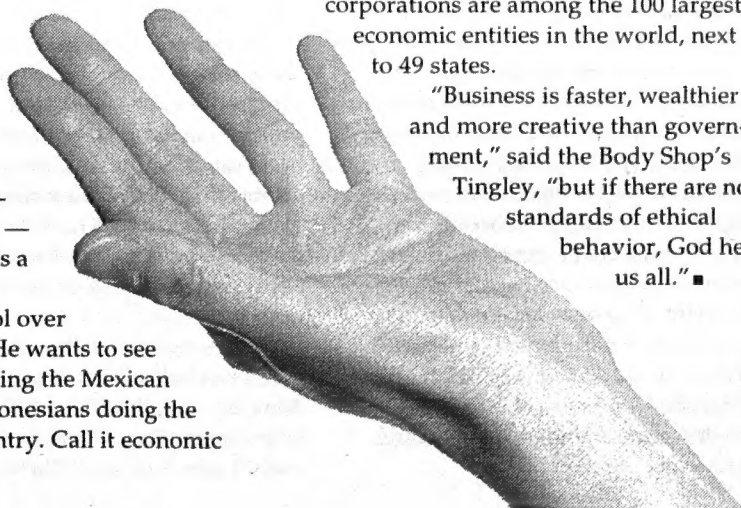 s a
ol over
He wants to see
ing the Mexican
onesians doing the
ntry. Call it economic
corporations are among the 100 largest
economic entities in the world, next
to 49 states.
"Business is faster, wealthier
and more creative than govern-
ment," said the Body Shop's
Tingley, "but if there are no
standards of ethical
behavior, God he
us all."■